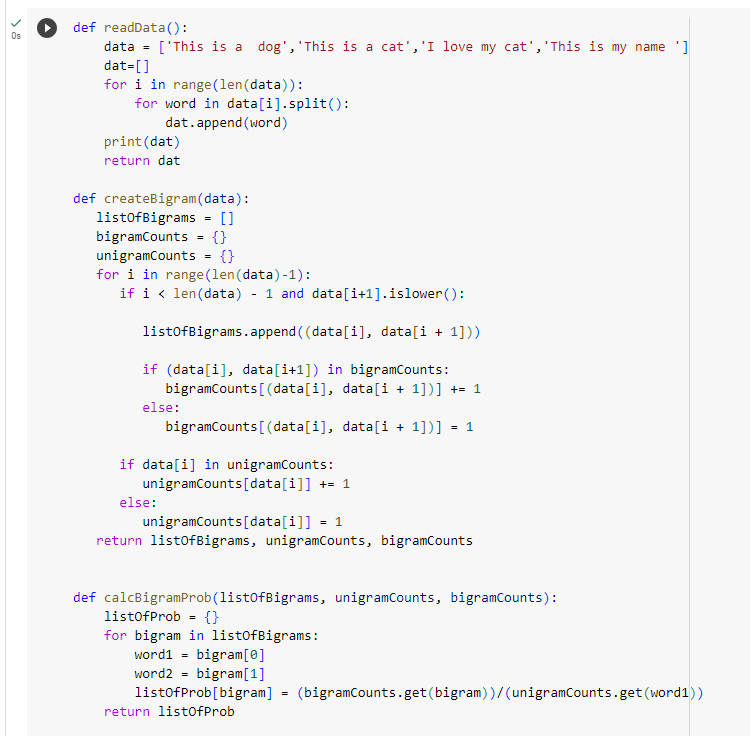 0s
def readData():
    data = ['This is a  dog','This is a cat','I love my cat','This is my name ']
    dat=[]
    for i in range(len(data)):
        for word in data[i].split():
            dat.append(word)
    print(dat)
    return dat

def createBigram(data):
   listOfBigrams = []
   bigramCounts = {}
   unigramCounts = {}
   for i in range(len(data)-1):
      if i < len(data) - 1 and data[i+1].islower():

         listOfBigrams.append((data[i], data[i + 1]))

         if (data[i], data[i+1]) in bigramCounts:
            bigramCounts[(data[i], data[i + 1])] += 1
         else:
            bigramCounts[(data[i], data[i + 1])] = 1

      if data[i] in unigramCounts:
         unigramCounts[data[i]] += 1
      else:
         unigramCounts[data[i]] = 1
   return listOfBigrams, unigramCounts, bigramCounts


def calcBigramProb(listOfBigrams, unigramCounts, bigramCounts):
    listOfProb = {}
    for bigram in listOfBigrams:
        word1 = bigram[0]
        word2 = bigram[1]
        listOfProb[bigram] = (bigramCounts.get(bigram))/(unigramCounts.get(word1))
    return listOfProb